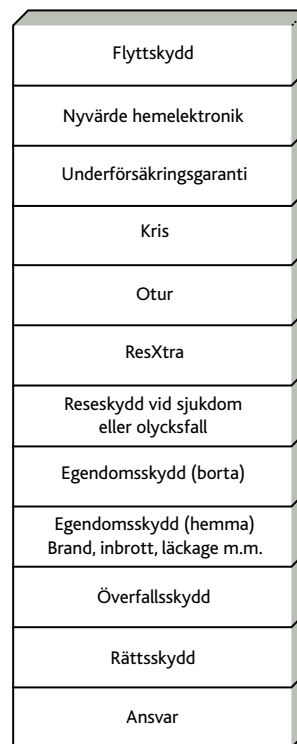 Flyttskydd
Nyvärde hemelektronik
Underförsäkringsgaranti
Kris
Otur
ResXtra
Reseskydd vid sjukdom
eller olycksfall
Egendomsskydd (borta)
Egendomsskydd (hemma)
Brand, inbrott, läckage m.m.
Överfallsskydd
Rättsskydd
Ansvar